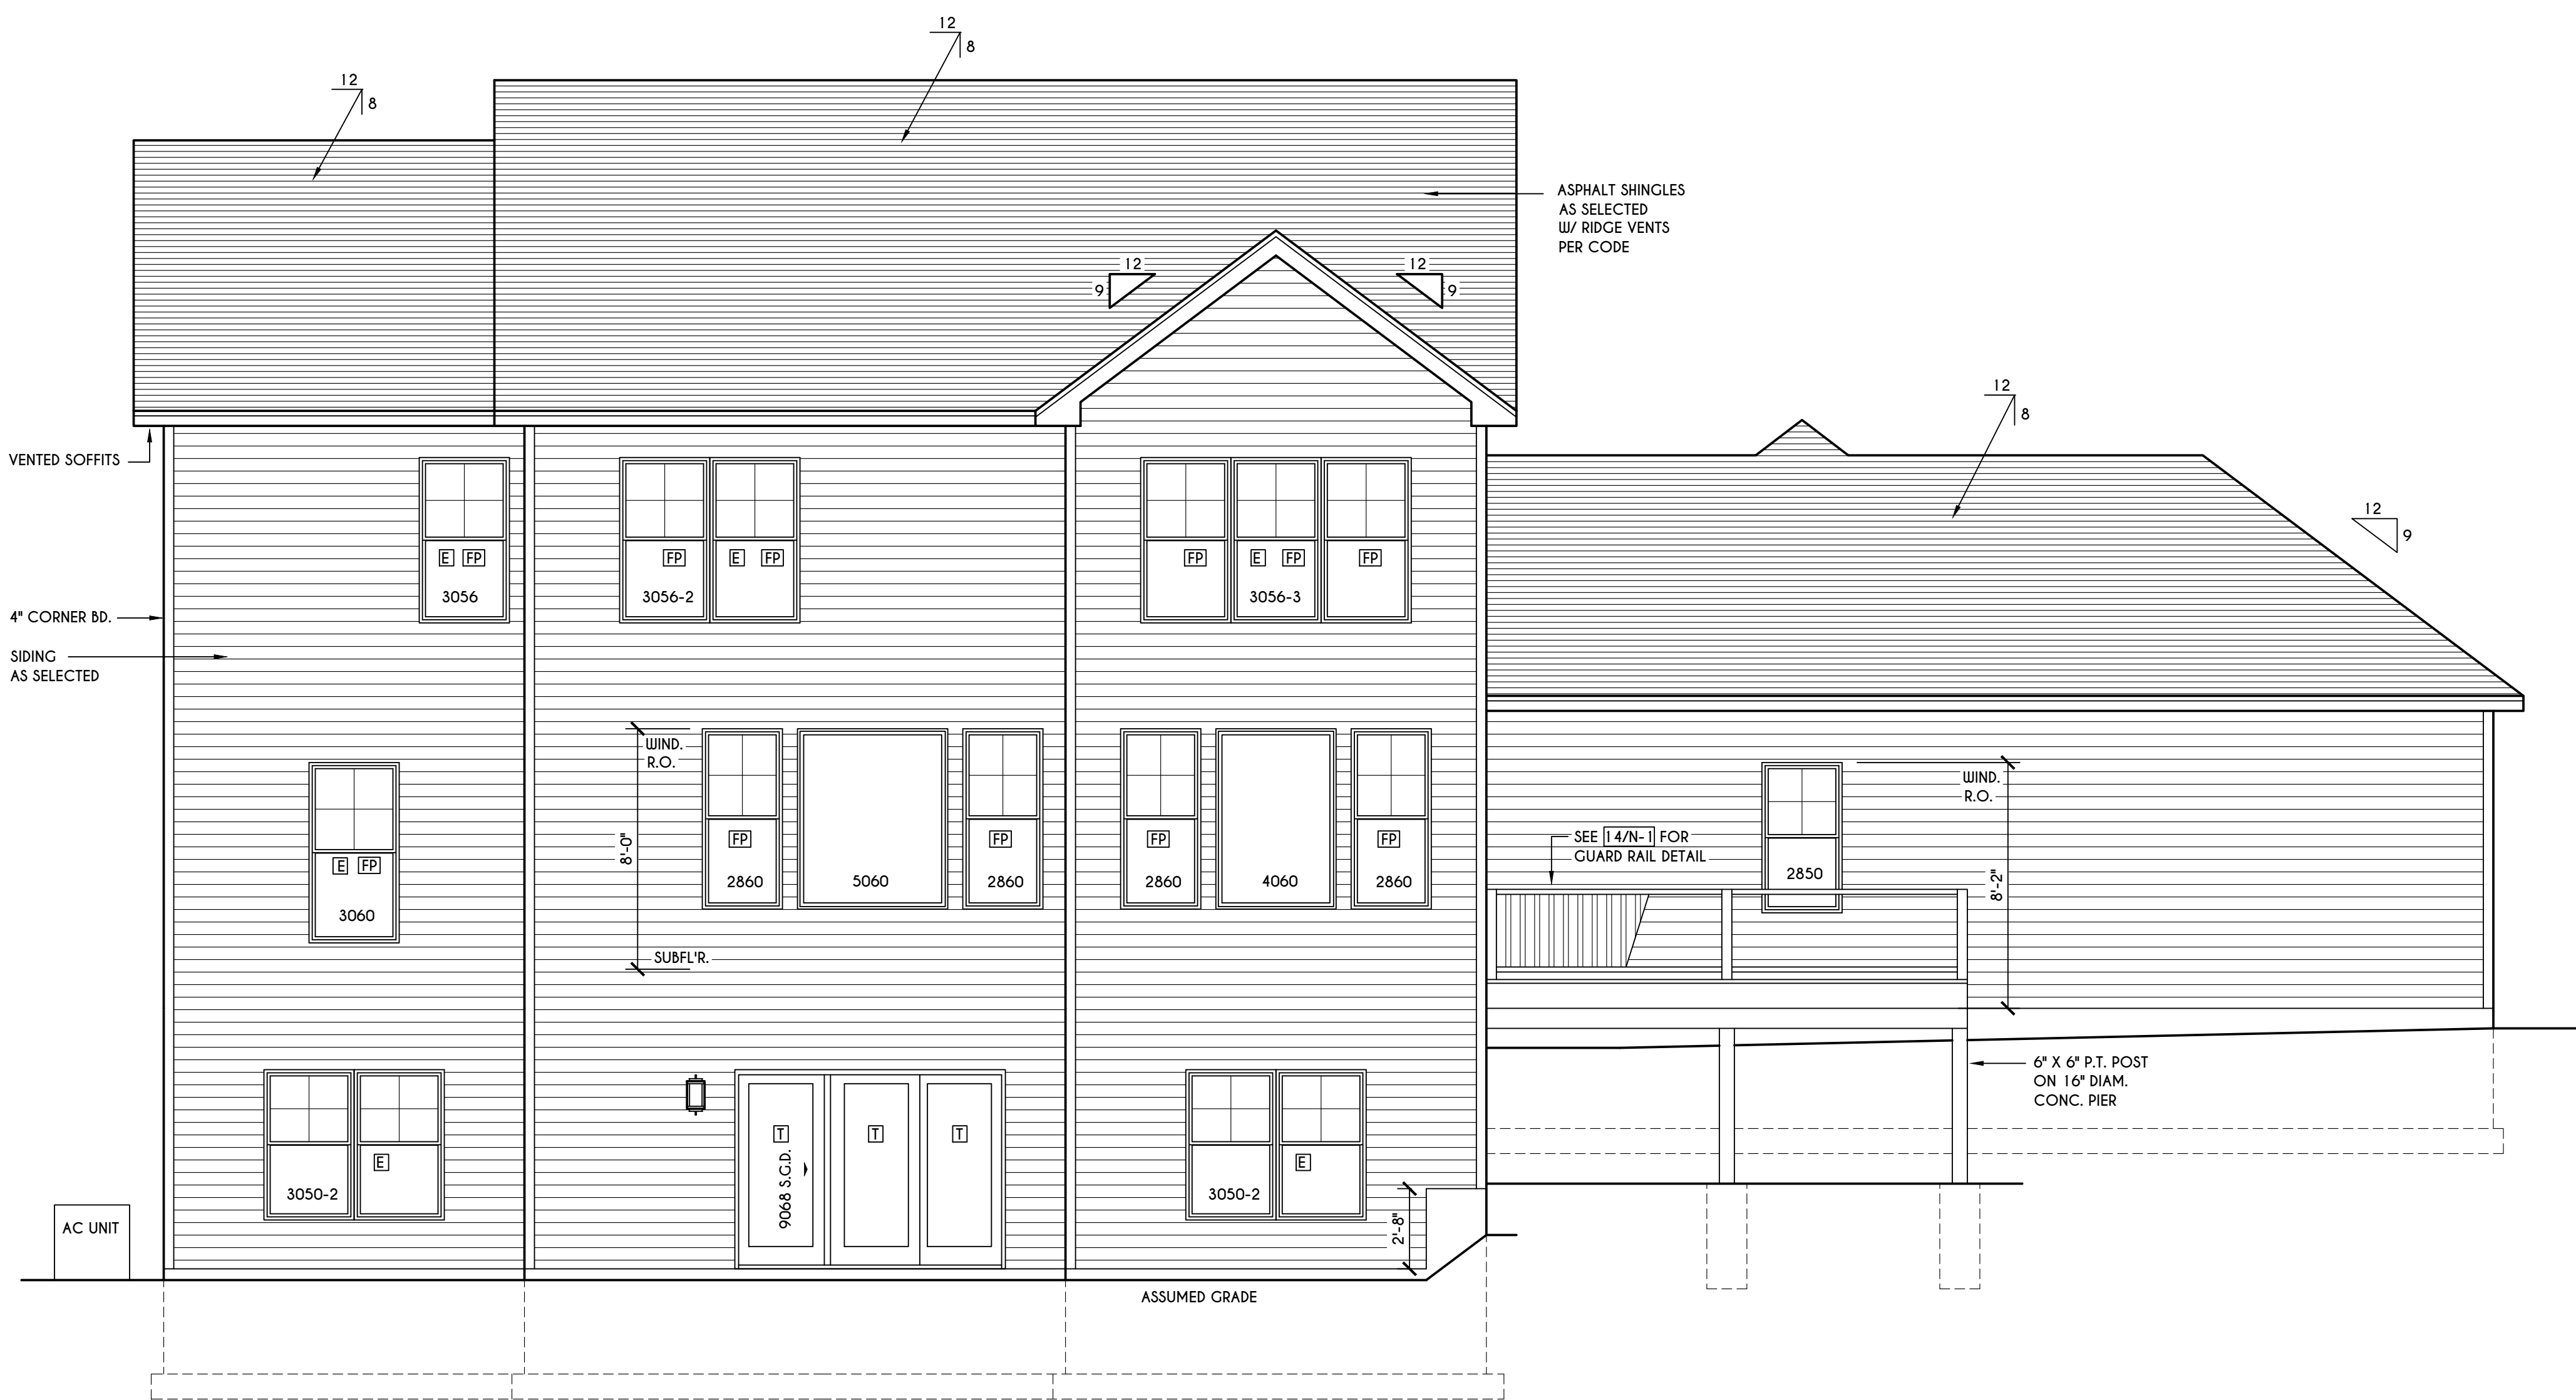 12
8
12
8
ASPHALT SHINGLES
AS SELECTED
W/ RIDGE VENTS
PER CODE
12
9
12
9
12
8
VENTED SOFFITS
12
9
E FP
FP
E FP
FP
E FP
FP
3056
3056-2
3056-3
4" CORNER BD.
SIDING
AS SELECTED
WIND.
R.O.
WIND.
R.O.
8'-0"
FP
FP
FP
FP
SEE 14/N-1 FOR
GUARD RAIL DETAIL
E FP
2860
5060
2860
2860
4060
2860
2850
8'-2"
3060
SUBFL'R.
6" X 6" P.T. POST
ON 16" DIAM.
CONC. PIER
T
T
T
E
E
3050-2
9068 S.G.D.
3050-2
2'-8"
AC UNIT
ASSUMED GRADE